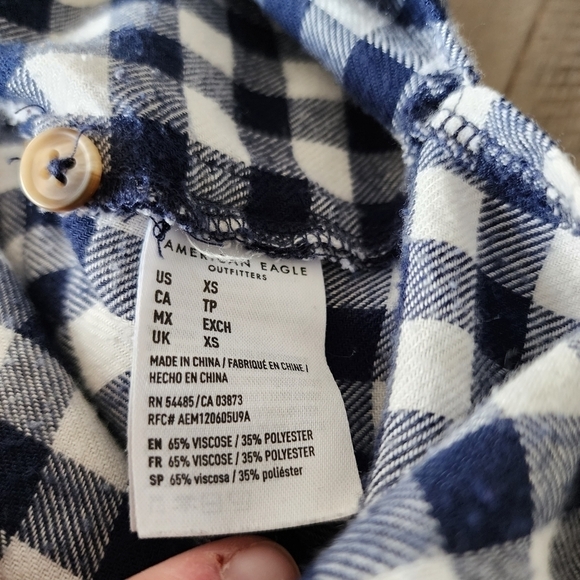 AMERICAN EAGLE
OUTFITTERS
US XS
CA TP
MX EXCH
UK XS
MADE IN CHINA / FABRIQUÉ EN CHINE /
HECHO EN CHINA
RN 54485 / CA 03873
RFC# AEM120605U9A
EN 65% VISCOSE / 35% POLYESTER
FR 65% VISCOSE / 35% POLYESTER
SP 65% viscosa / 35% poliéster